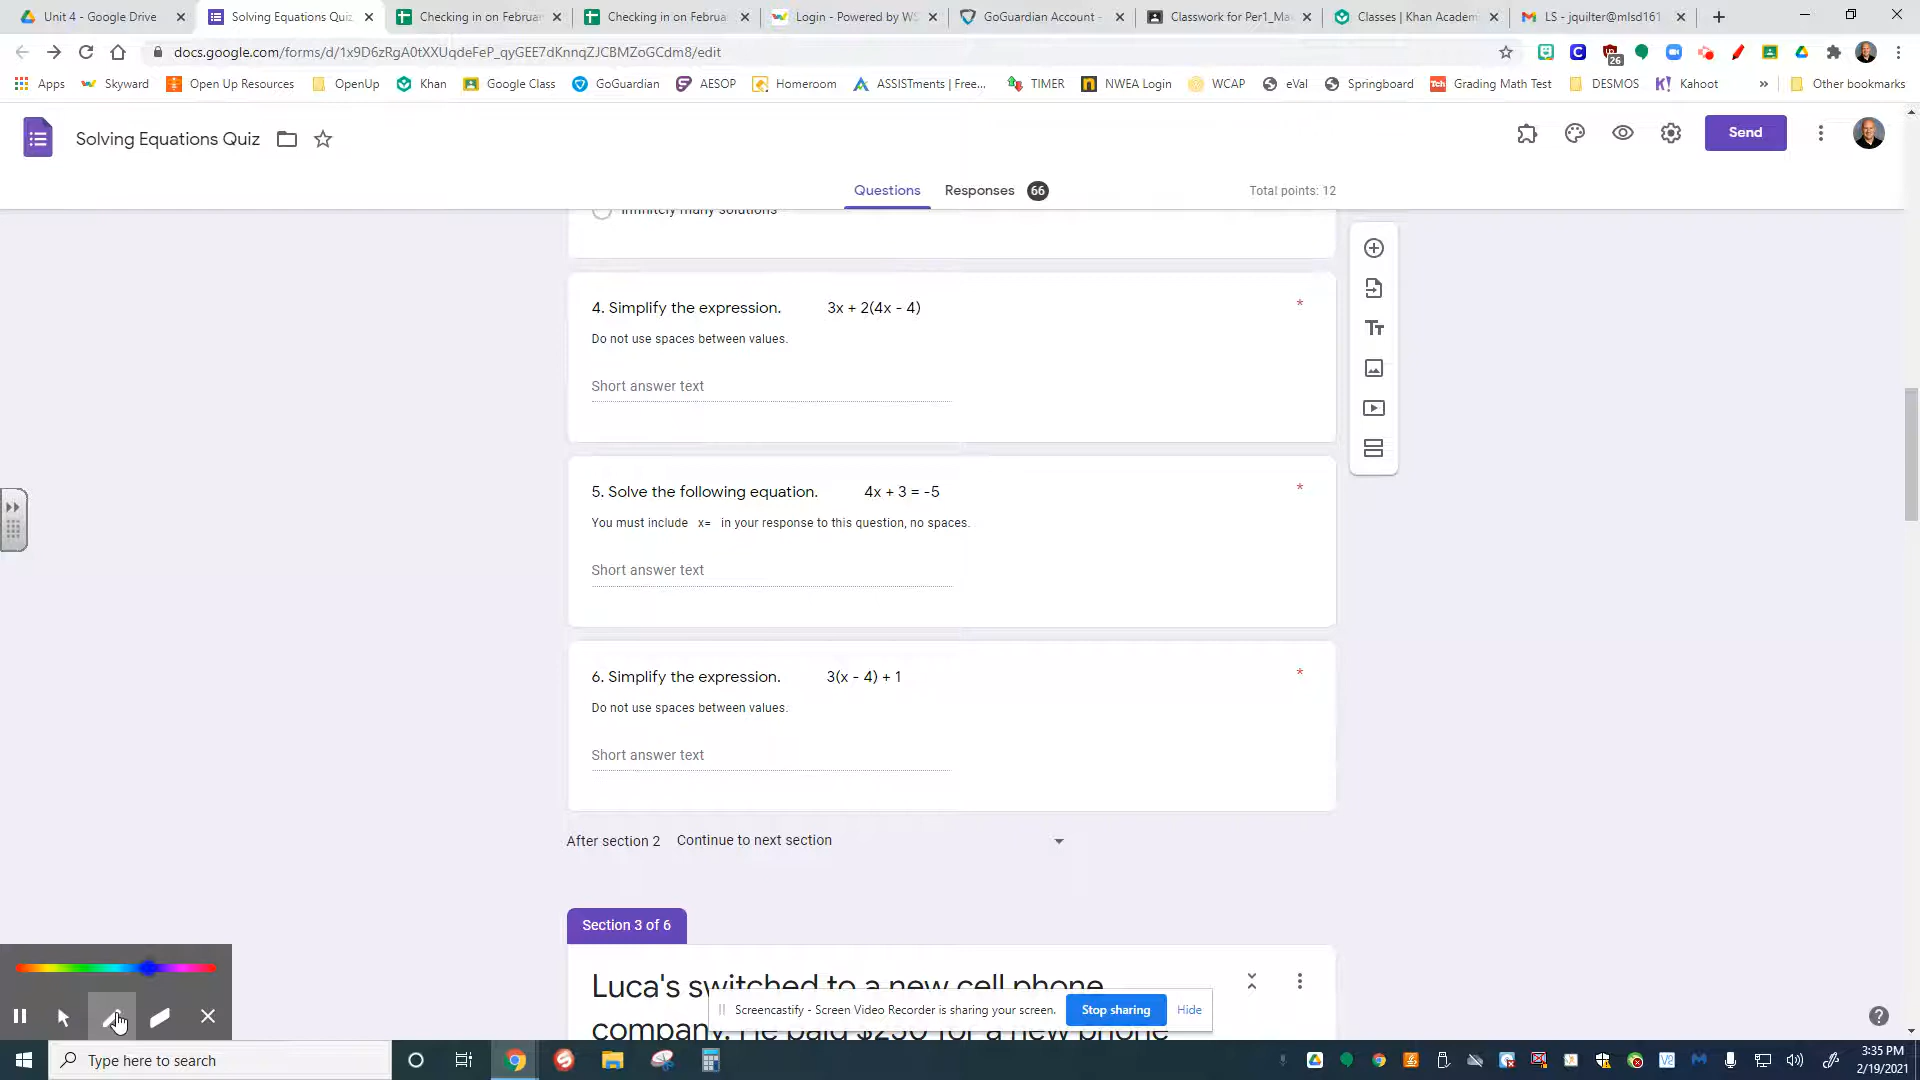 Unit 4 - Google Drive
Solving Equations Quiz
Checking in on Februar
Checking in on Februa
Login - Powered by WS
GoGuardian Account -
Classwork for Per1_Ma
Classes | Khan Academ
LS - jquilter@mlsd161
docs.google.com/forms/d/1x9D6zRgA0tXXUqdeFeP_qyGEE7dKnnqZJCBMZoGCdm8/edit
26
Apps
Skyward
Open Up Resources
OpenUp
Khan
Google Class
GoGuardian
AESOP
Homeroom
ASSISTments | Free...
TIMER
NWEA Login
WCAP
eVal
Springboard
Grading Math Test
DESMOS
Kahoot
»
Other bookmarks
Solving Equations Quiz
Send
Questions
Responses 66
Total points: 12
Infinitely many solutions
4. Simplify the expression. 3x + 2(4x - 4) *
Do not use spaces between values.
Short answer text
5. Solve the following equation. 4x + 3 = -5 *
You must include x= in your response to this question, no spaces.
Short answer text
6. Simplify the expression. 3(x - 4) + 1 *
Do not use spaces between values.
Short answer text
After section 2 Continue to next section
Section 3 of 6
Luca's switched to a new cell phone
company. He paid $250 for a new phone
Screencastify - Screen Video Recorder is sharing your screen.
Stop sharing
Hide
Type here to search
3:35 PM
2/19/2021